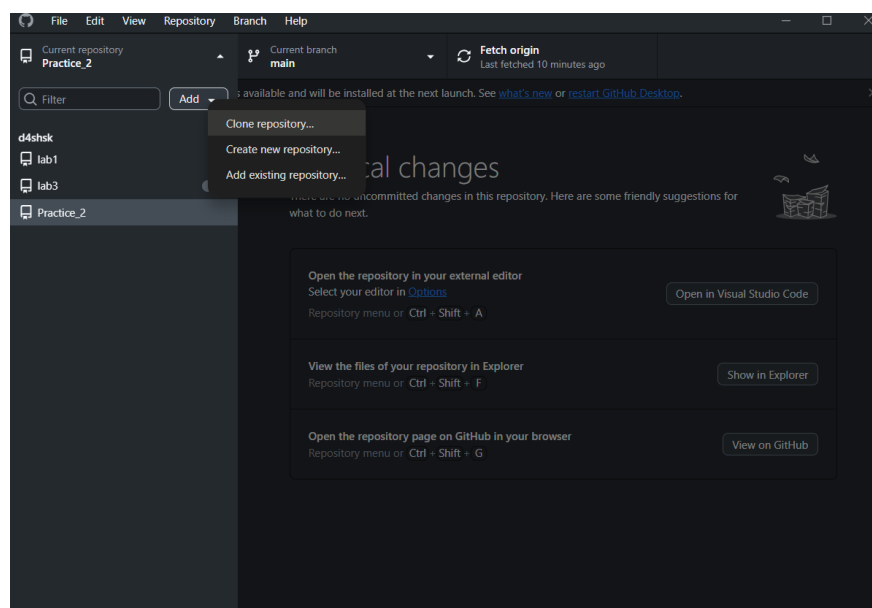 File Edit View Repository Branch Help
Current repository
Practice_2
Current branch
main
Fetch origin
Last fetched 10 minutes ago
Filter
Add
s available and will be installed at the next launch. See what's new or restart GitHub Desktop.
Clone repository...
Create new repository...
Add existing repository...
d4shsk
lab1
lab3
Practice_2
cal changes
There are no uncommitted changes in this repository. Here are some friendly suggestions for
what to do next.
Open the repository in your external editor
Select your editor in Options
Repository menu or Ctrl + Shift + A
Open in Visual Studio Code
View the files of your repository in Explorer
Repository menu or Ctrl + Shift + F
Show in Explorer
Open the repository page on GitHub in your browser
Repository menu or Ctrl + Shift + G
View on GitHub